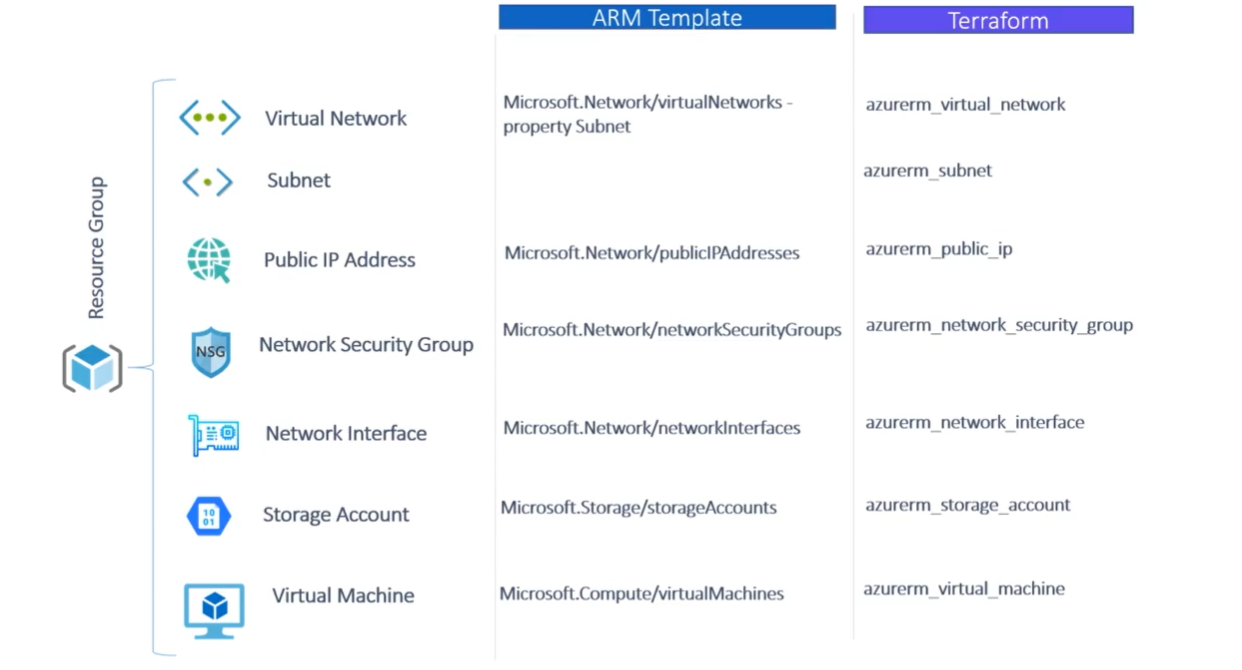 ARM Template
Terraform
Resource Group
Virtual Network
Microsoft.Network/virtualNetworks -
property Subnet
azurerm_virtual_network
Subnet
azurerm_subnet
Public IP Address
Microsoft.Network/publicIPAddresses
azurerm_public_ip
NSG
Network Security Group
Microsoft.Network/networkSecurityGroups
azurerm_network_security_group
Network Interface
Microsoft.Network/networkInterfaces
azurerm_network_interface
10
01
Storage Account
Microsoft.Storage/storageAccounts
azurerm_storage_account
Virtual Machine
Microsoft.Compute/virtualMachines
azurerm_virtual_machine